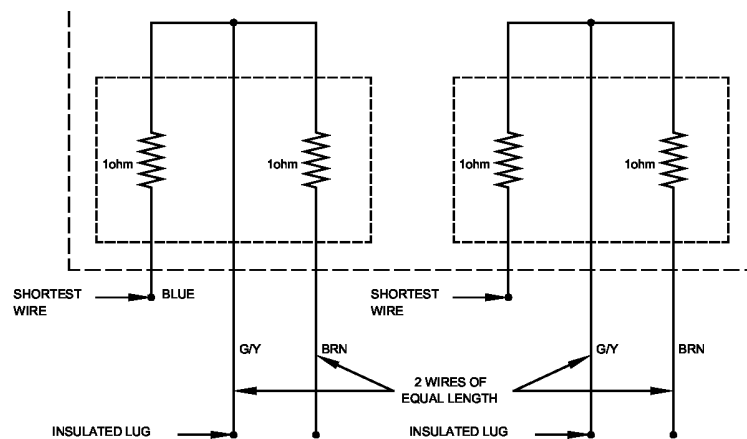 1ohm
1ohm
1ohm
1ohm
SHORTEST
WIRE
BLUE
SHORTEST
WIRE
G/Y
BRN
G/Y
BRN
2 WIRES OF
EQUAL LENGTH
INSULATED LUG
INSULATED LUG